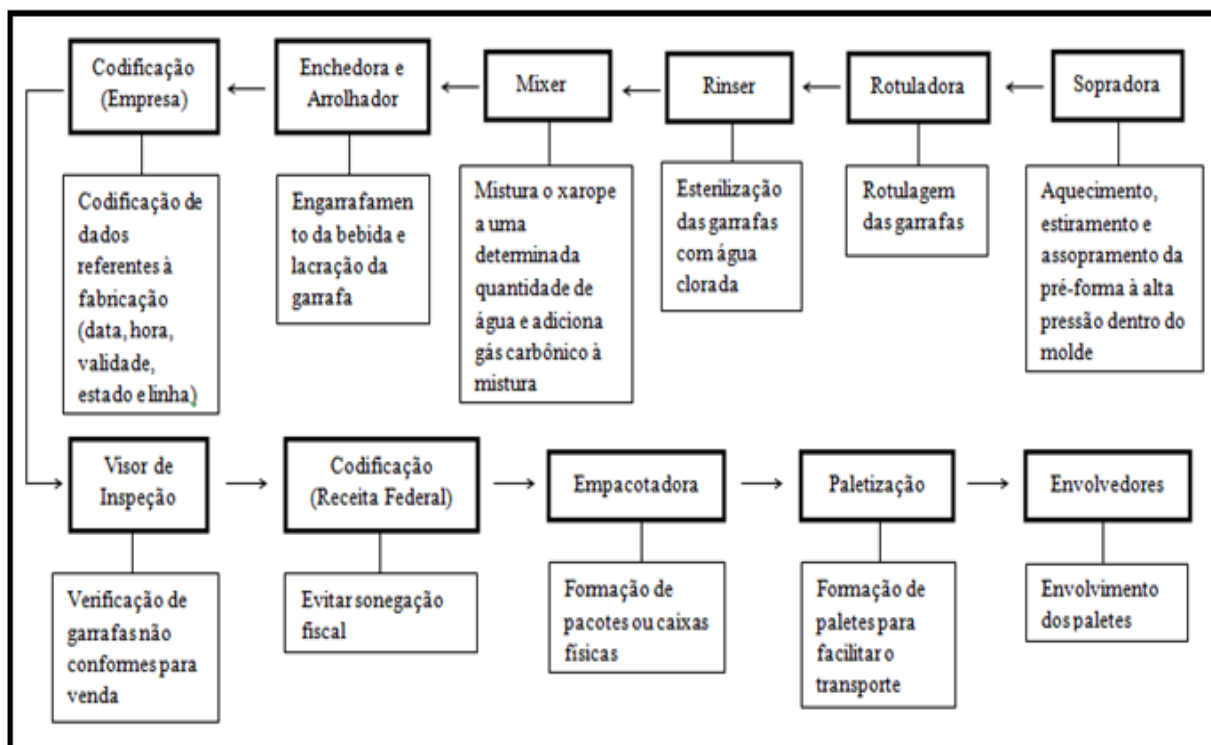 Codificação
(Empresa)
Enchedora e
Arrolhador
Mixer
Rinser
Rotuladora
Sopradora
Codificação de
dados
referentes à
fabricação
(data, hora,
validade,
estado e linha)
Engarrafamen
to da bebida e
lacração da
garrafa
Mistura o xarope
a uma
determinada
quantidade de
água e adiciona
gás carbônico à
mistura
Esterilização
das garrafas
com água
clorada
Rotulagem
das garrafas
Aquecimento,
estiramento e
assopramento da
pré-forma à alta
pressão dentro do
molde
Visor de
Inspeção
Codificação
(Receita Federal)
Empacotadora
Paletização
Envolvedores
Verificação de
garrafas não
conformes para
venda
Evitar sonegação
fiscal
Formação de
pacotes ou caixas
físicas
Formação de
paletes para
facilitar o
transporte
Envolvimento
dos paletes